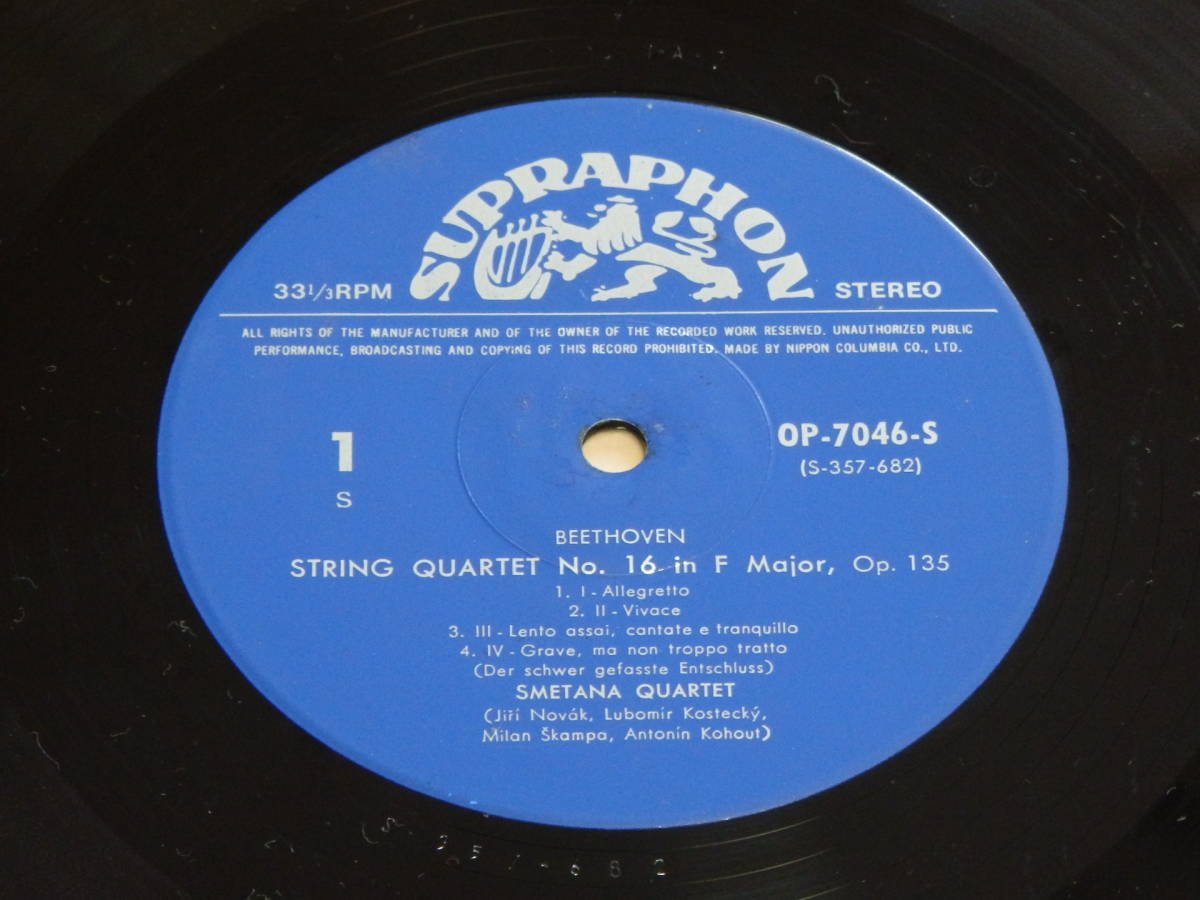 SUPRAPHON
33 1/3 RPM
STEREO
ALL RIGHTS OF THE MANUFACTURER AND OF THE OWNER OF THE RECORDED WORK RESERVED. UNAUTHORIZED PUBLIC
PERFORMANCE, BROADCASTING AND COPYING OF THIS RECORD PROHIBITED. MADE BY NIPPON COLUMBIA CO., LTD.
1
S
OP-7046-S
(S-357-682)
BEETHOVEN
STRING QUARTET No. 16 in F Major, Op. 135
1. I - Allegretto
2. II - Vivace
3. III - Lento assai, cantate e tranquillo
4. IV - Grave, ma non troppo tratto
(Der schwer gefasste Entschluss)
SMETANA QUARTET
(Jiří Novák, Lubomír Kostecký,
Milan Škampa, Antonín Kohout)